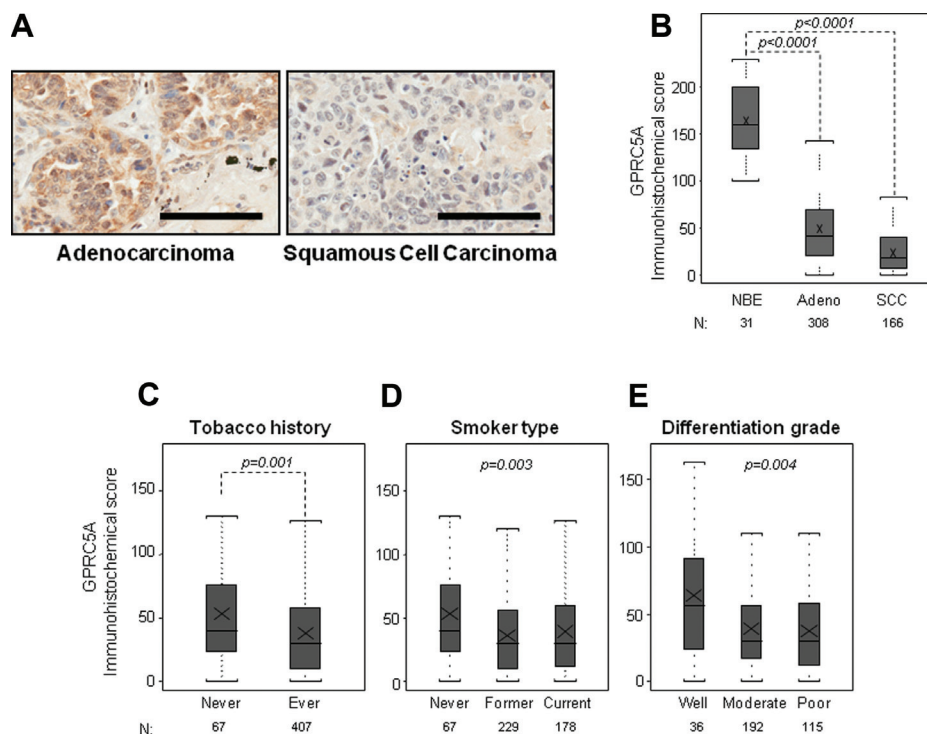 A
Adenocarcinoma
Squamous Cell Carcinoma
B
p<0.0001
p<0.0001
GPRC5A
Immunohistochemical score
200
150
100
50
0
NBE Adeno SCC
N: 31 308 166
C
Tobacco history
p=0.001
GPRC5A
Immunohistochemical score
150
100
50
0
Never Ever
N: 67 407
D
Smoker type
p=0.003
150
100
50
0
Never Former Current
67 229 178
E
Differentiation grade
p=0.004
150
100
50
0
Well Moderate Poor
36 192 115